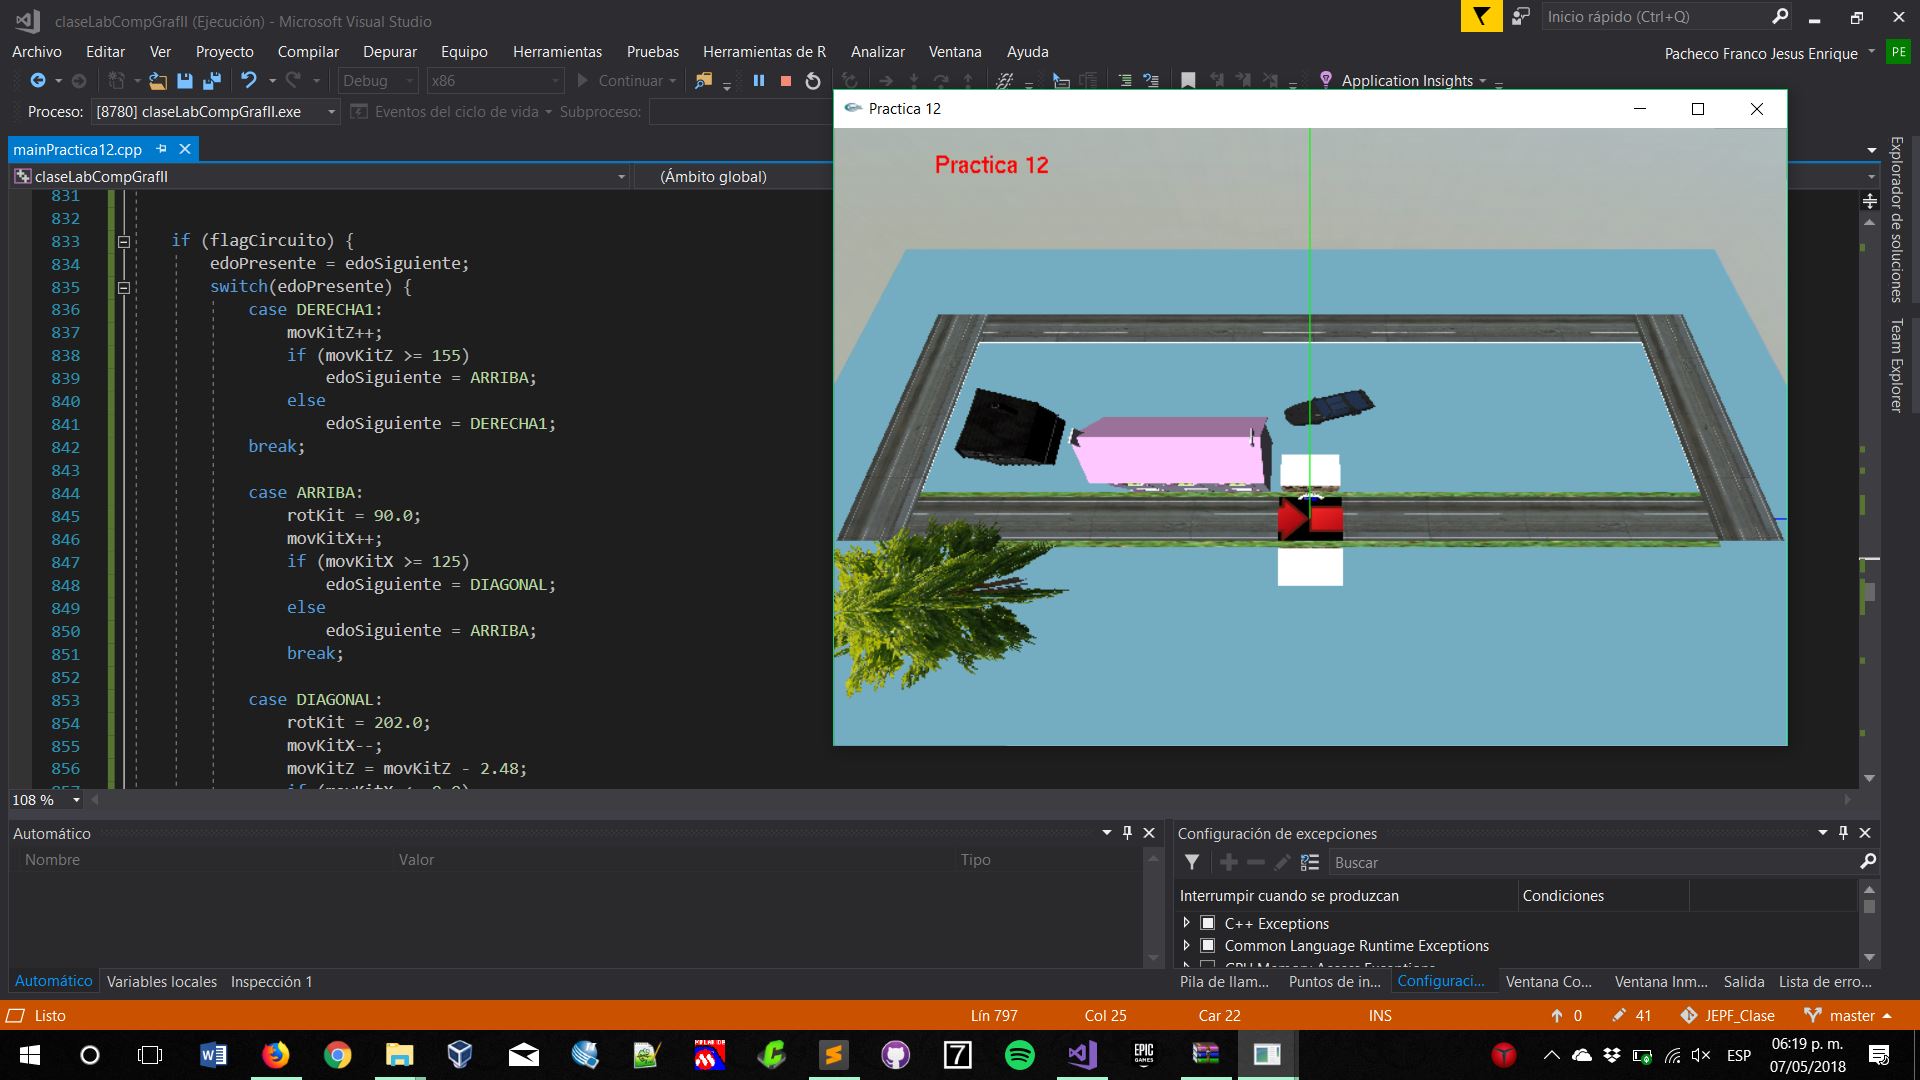 claseLabCompGrafII (Ejecución) - Microsoft Visual Studio
Inicio rápido (Ctrl+Q)
Archivo Editar Ver Proyecto Compilar Depurar Equipo Herramientas Pruebas Herramientas de R Analizar Ventana Ayuda
Pacheco Franco Jesus Enrique PE
Debug x86 Continuar Application Insights
Proceso: [8780] claseLabCompGrafII.exe Eventos del ciclo de vida Subproceso:
Practica 12
mainPractica12.cpp
claseLabCompGrafII (Ámbito global)
Practica 12
Explorador de soluciones
Team Explorer
831
832
833 if (flagCircuito) {
834 edoPresente = edoSiguiente;
835 switch(edoPresente) {
836 case DERECHA1:
837 movKitZ++;
838 if (movKitZ >= 155)
839 edoSiguiente = ARRIBA;
840 else
841 edoSiguiente = DERECHA1;
842 break;
843
844 case ARRIBA:
845 rotKit = 90.0;
846 movKitX++;
847 if (movKitX >= 125)
848 edoSiguiente = DIAGONAL;
849 else
850 edoSiguiente = ARRIBA;
851 break;
852
853 case DIAGONAL:
854 rotKit = 202.0;
855 movKitX--;
856 movKitZ = movKitZ - 2.48;
108 %
Automático
Nombre Valor Tipo
Automático Variables locales Inspección 1
Configuración de excepciones
Buscar
Interrumpir cuando se produzcan Condiciones
C++ Exceptions
Common Language Runtime Exceptions
Pila de llam... Puntos de in... Configuraci... Ventana Co... Ventana Inm... Salida Lista de erro...
Listo Lín 797 Col 25 Car 22 INS 0 41 JEPF_Clase master
EPIC GAMES
7
ESP
06:19 p. m.
07/05/2018